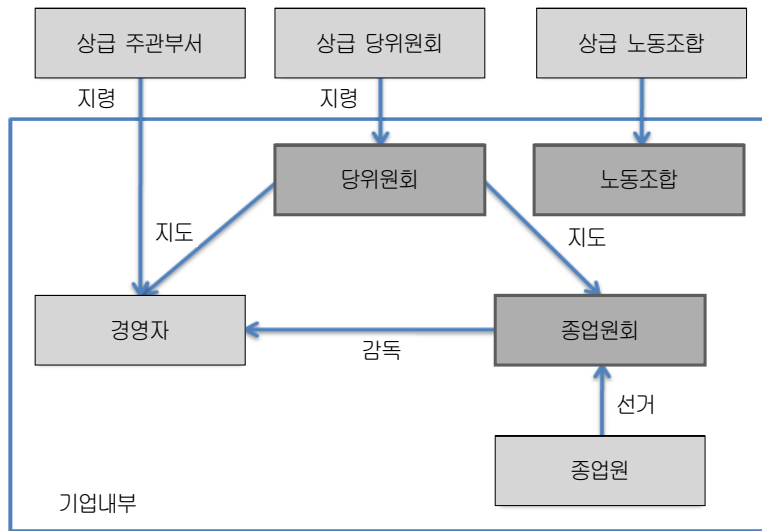 상급 주관부서
상급 당위원회
상급 노동조합
지령
지령
당위원회
노동조합
지도
지도
경영자
종업원회
감독
선거
종업원
기업내부